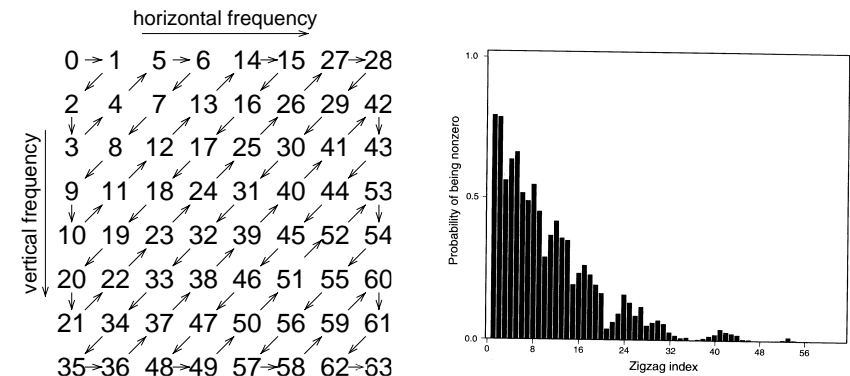 horizontal frequency
0 1 5 6 14 15 27 28
2 4 7 13 16 26 29 42
3 8 12 17 25 30 41 43
9 11 18 24 31 40 44 53
10 19 23 32 39 45 52 54
20 22 33 38 46 51 55 60
21 34 37 47 50 56 59 61
35 36 48 49 57 58 62 63
vertical frequency
1.0
0.5
0.0
Probability of being nonzero
0 8 16 24 32 40 48 56
Zigzag index